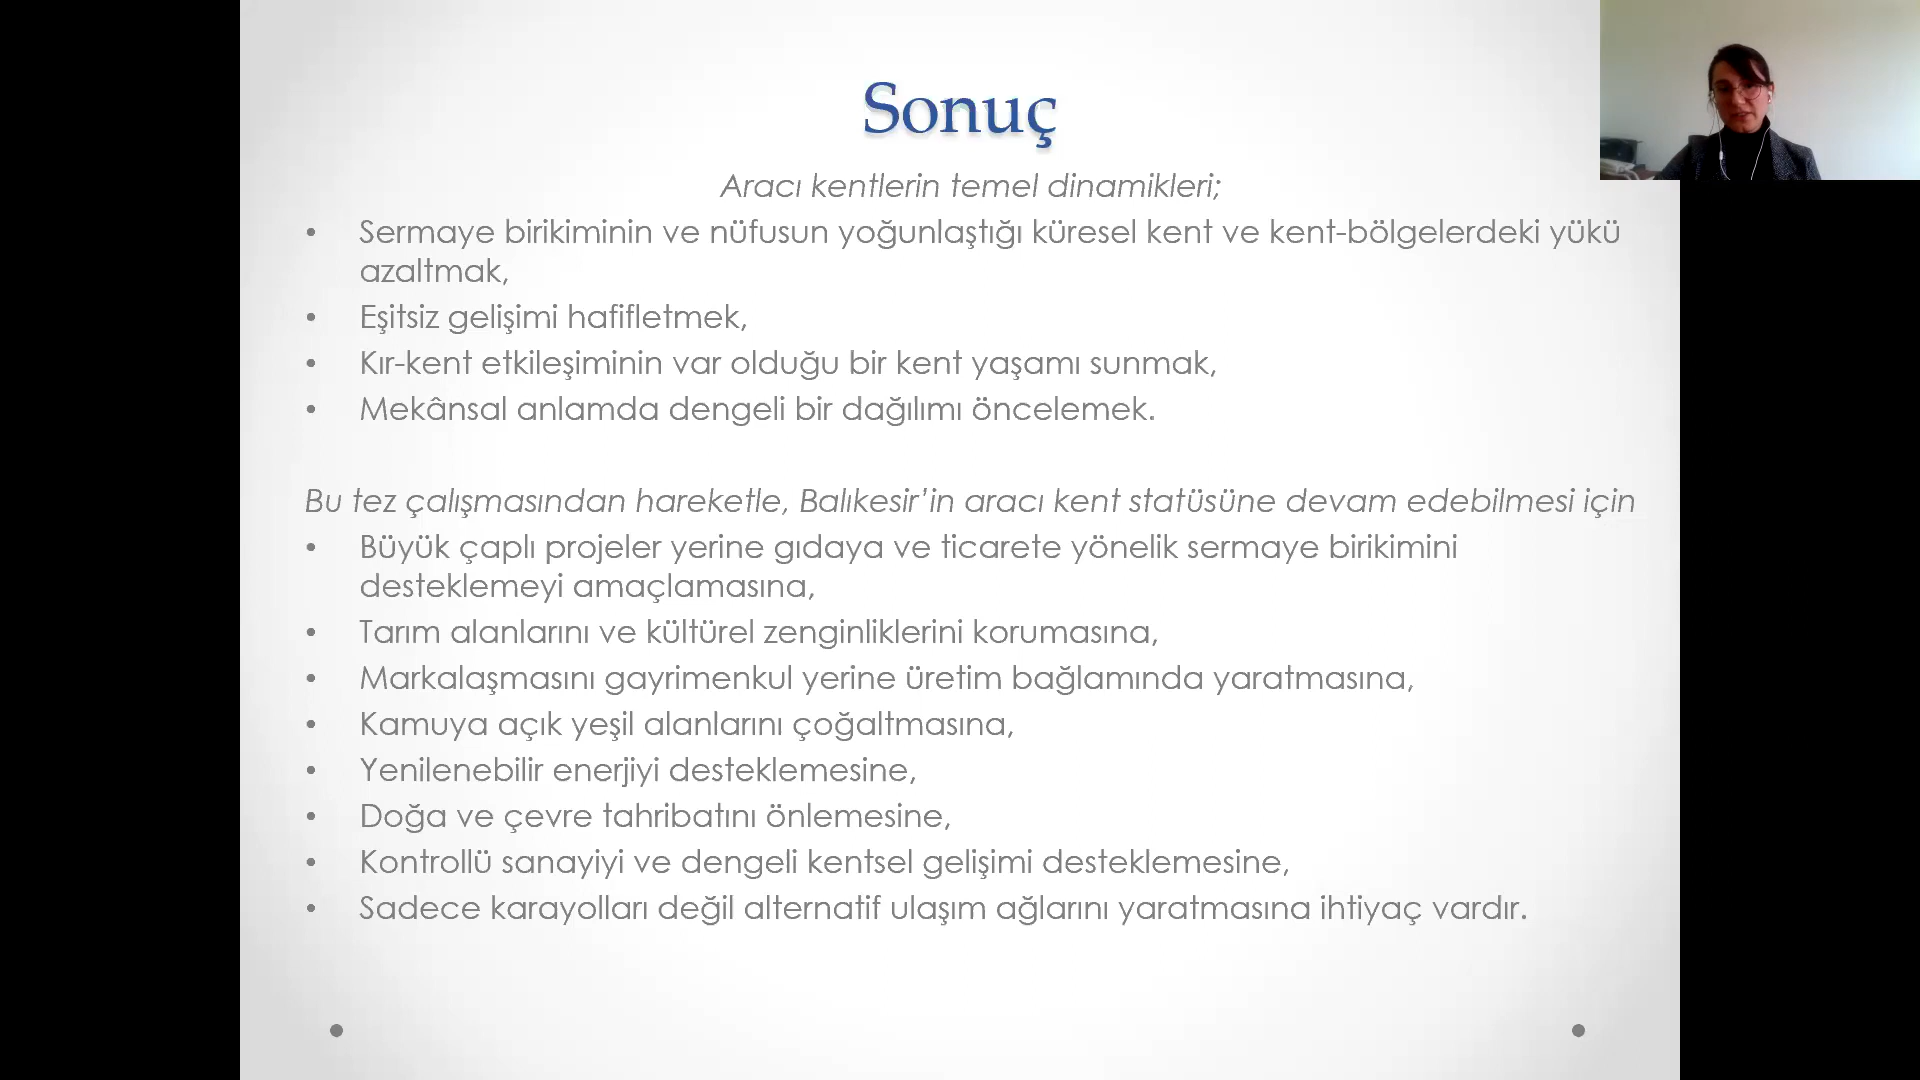 Sonuç
Aracı kentlerin temel dinamikleri;
• Sermaye birikiminin ve nüfusun yoğunlaştığı küresel kent ve kent-bölgelerdeki yükü
azaltmak,
• Eşitsiz gelişimi hafifletmek,
• Kır-kent etkileşiminin var olduğu bir kent yaşamı sunmak,
• Mekânsal anlamda dengeli bir dağılımı öncelemek.
Bu tez çalışmasından hareketle, Balıkesir’in aracı kent statüsüne devam edebilmesi için
• Büyük çaplı projeler yerine gıdaya ve ticarete yönelik sermaye birikimini
desteklemeyi amaçlamasına,
• Tarım alanlarını ve kültürel zenginliklerini korumasına,
• Markalaşmasını gayrimenkul yerine üretim bağlamında yaratmasına,
• Kamuya açık yeşil alanlarını çoğaltmasına,
• Yenilenebilir enerjiyi desteklemesine,
• Doğa ve çevre tahribatını önlemesine,
• Kontrollü sanayiyi ve dengeli kentsel gelişimi desteklemesine,
• Sadece karayolları değil alternatif ulaşım ağlarını yaratmasına ihtiyaç vardır.